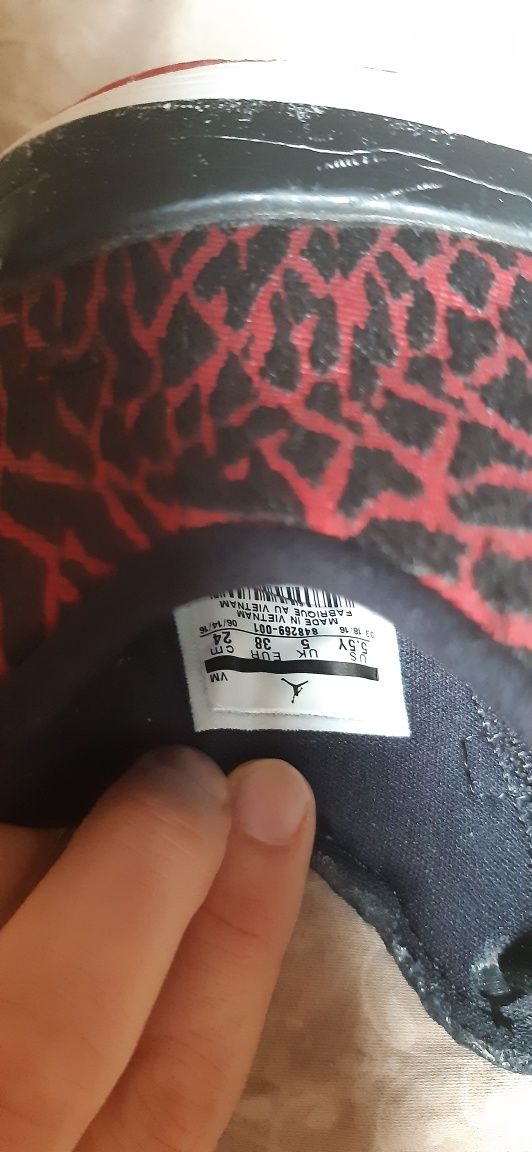 VM
US UK EUR cm
5.5Y 5 38 24
848269-001
03/18/16 06/14/16
MADE IN VIETNAM
FABRIQUE AU VIETNAM